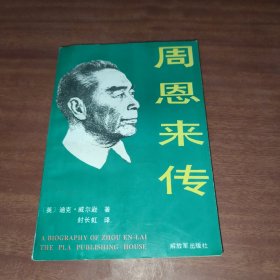 周恩来传
[英] 迪克·威尔逊 著
封长虹 译
A BIOGRAPHY OF ZHOU EN-LAI
THE PLA PUBLISHING HOUSE
解放军出版社